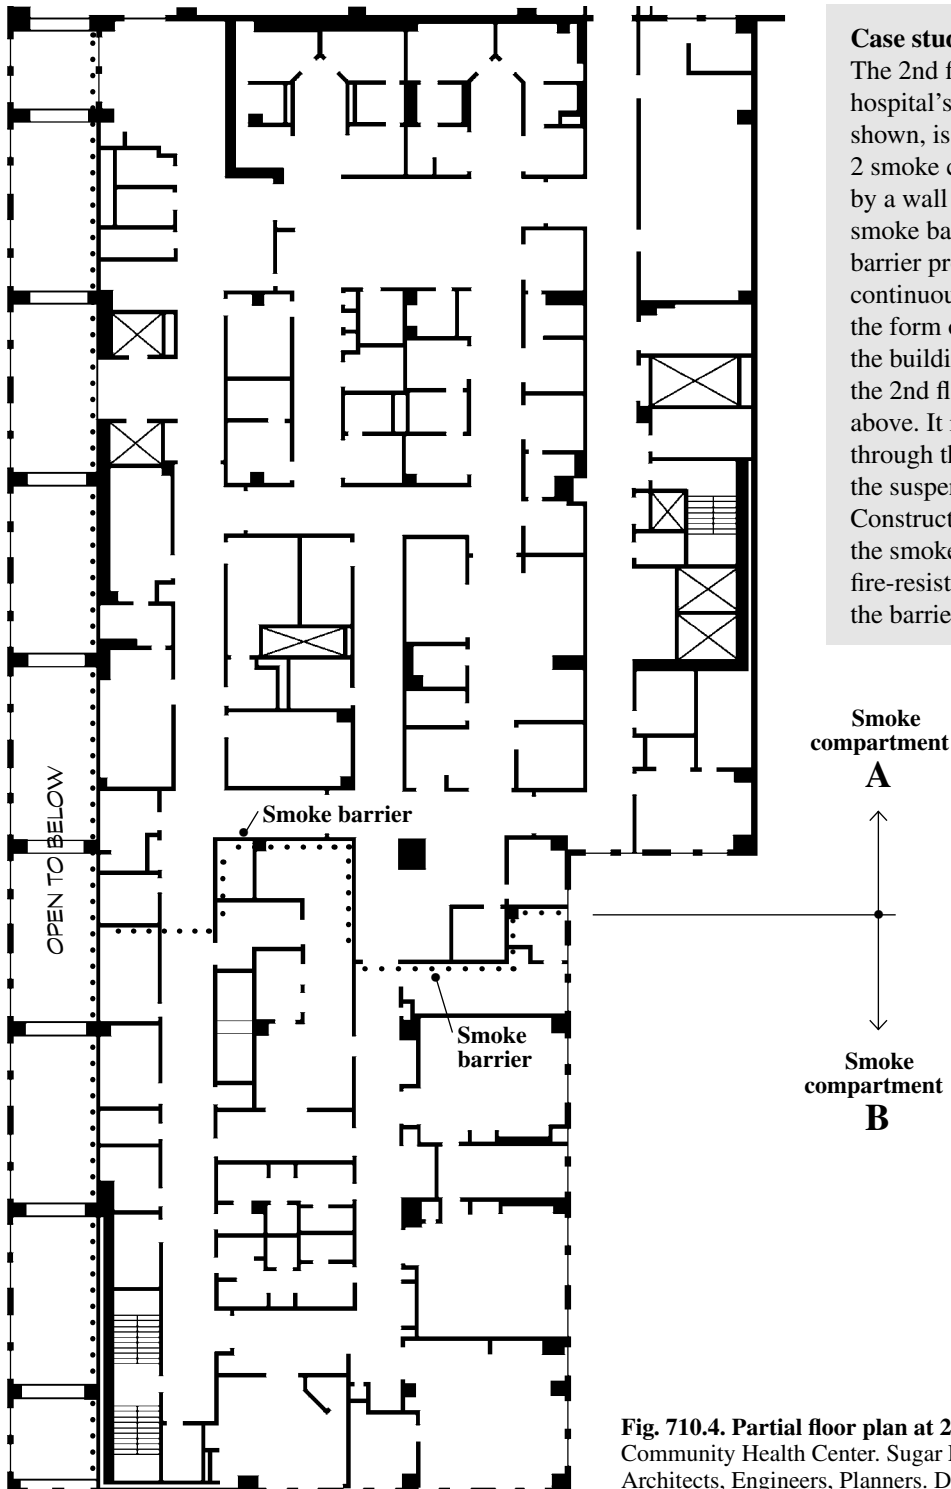 Case stud
The 2nd f
hospital's
shown, is
2 smoke c
by a wall
smoke ba
barrier pr
continuou
the form o
the buildi
the 2nd fl
above. It
through th
the suspen
Construct
the smoke
fire-resist
the barrie
Smoke
compartment
A
Smoke barrier
OPEN TO BELOW
Smoke
barrier
Smoke
compartment
B
Fig. 710.4. Partial floor plan at 2
Community Health Center. Sugar
Architects, Engineers, Planners. D